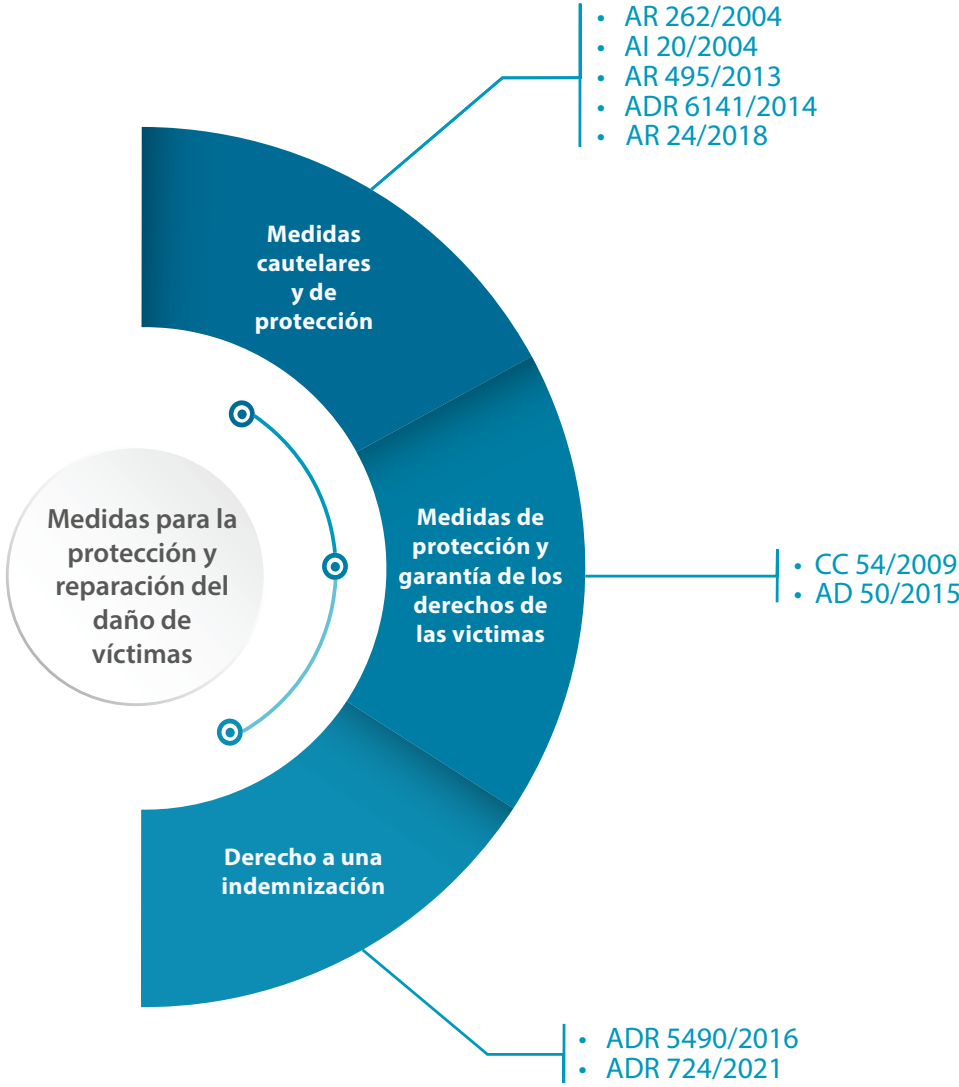 • AR 262/2004
• AI 20/2004
• AR 495/2013
• ADR 6141/2014
• AR 24/2018
Medidas
cautelares
y de
protección
Medidas para la
protección y
reparación del
daño de
víctimas
Medidas de
protección y
garantía de los
derechos de
las victimas
• CC 54/2009
• AD 50/2015
Derecho a una
indemnización
• ADR 5490/2016
• ADR 724/2021